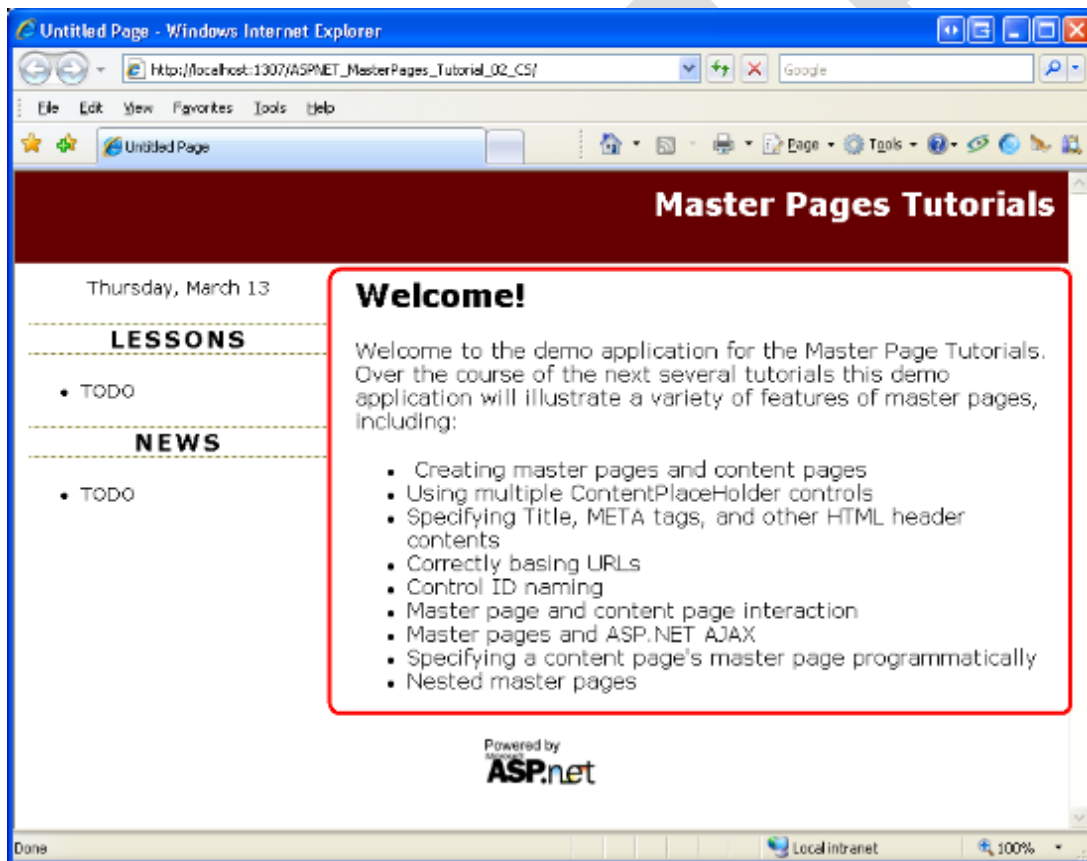 Untitled Page - Windows Internet Explorer
http://localhost:1307/ASPNET_MasterPages_Tutorial_02_CS/
Google
File Edit View Favorites Tools Help
Untitled Page
Page Tools
Master Pages Tutorials
Thursday, March 13
LESSONS
• TODO
NEWS
• TODO
Welcome!
Welcome to the demo application for the Master Page Tutorials.
Over the course of the next several tutorials this demo
application will illustrate a variety of features of master pages,
including:
• Creating master pages and content pages
• Using multiple ContentPlaceHolder controls
• Specifying Title, META tags, and other HTML header
contents
• Correctly basing URLs
• Control ID naming
• Master page and content page interaction
• Master pages and ASP.NET AJAX
• Specifying a content page's master page programmatically
• Nested master pages
Powered by
Microsoft
ASP.net
Done
Local intranet
100%